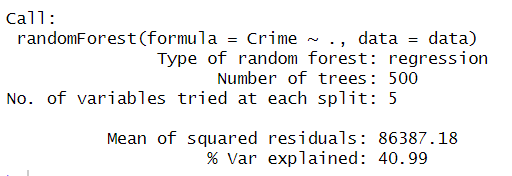 Call:
randomForest(formula = Crime ~ ., data = data)
Type of random forest: regression
Number of trees: 500
No. of variables tried at each split: 5
Mean of squared residuals: 86387.18
% Var explained: 40.99